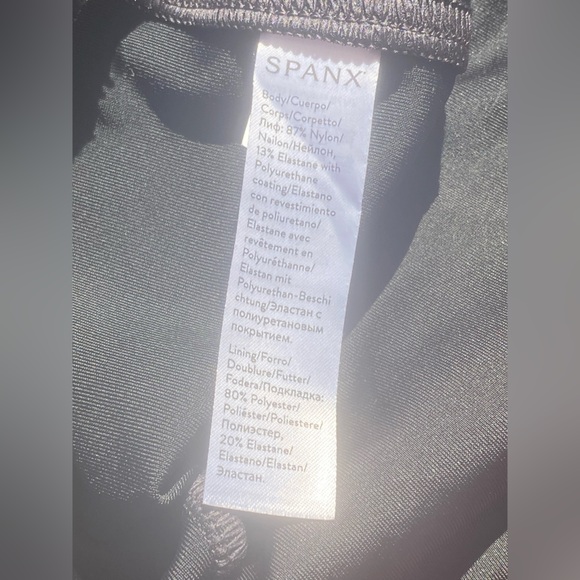 SPANX
Body/Cuerpo/
Corps/Corpetto/
Лиф: 87% Nylon/
Nailon/Нейлон,
13% Elastane with
Polyurethane
coating/Elastano
con revestimiento
de poliuretano/
Elastane avec
revêtement en
Polyuréthanne/
Elastan mit
Polyurethan-Beschi
chtung/Эластан с
полиуретановым
покрытием.
Lining/Forro/
Doublure/Futter/
Fodera/Подкладка:
80% Polyester/
Poliéster/Poliestere/
Полиэстер,
20% Elastane/
Elastano/Elastan/
Эластан.